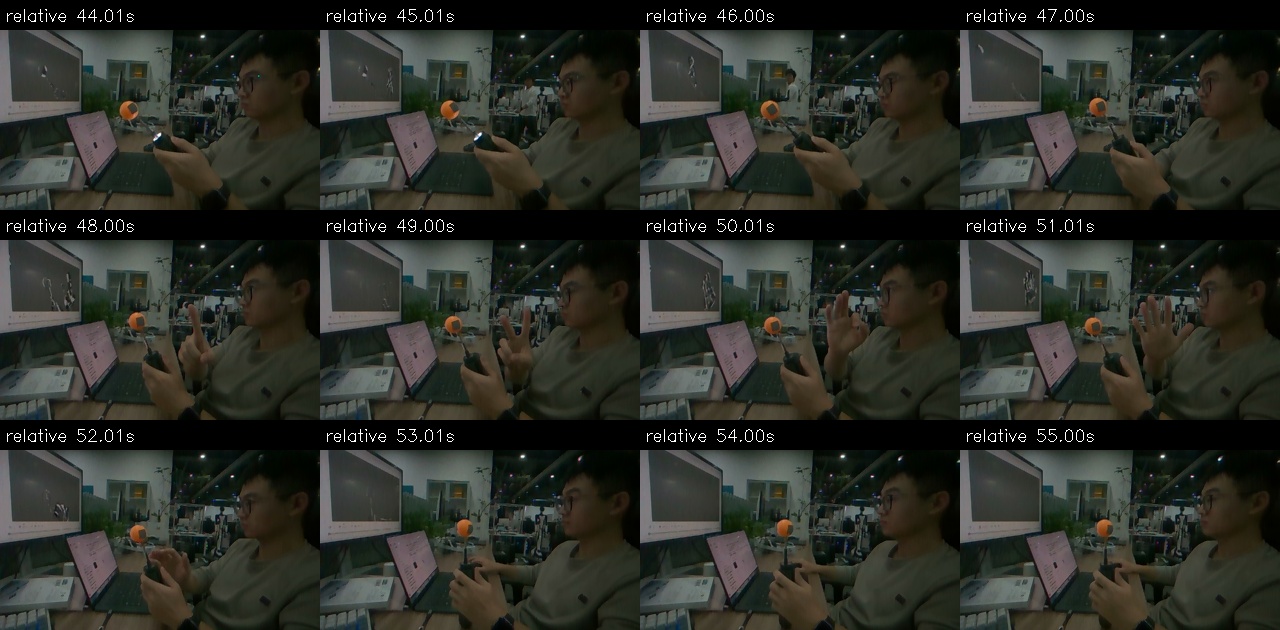 relative 44.01s
relative 45.01s
relative 46.00s
relative 47.00s
relative 48.00s
relative 49.00s
relative 50.01s
relative 51.01s
relative 52.01s
relative 53.01s
relative 54.00s
relative 55.00s